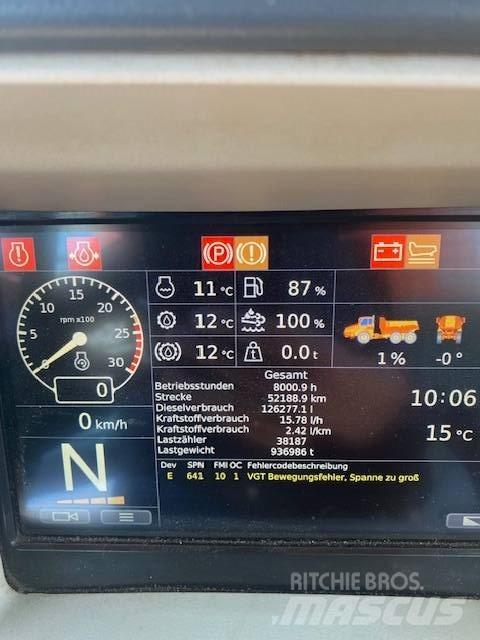 15
10
20
rpm x100
5
25
30
0
0 km/h
N
11 °C
87 %
12 °C
100 %
12 °C
0.0 t
1 %
-0 °
Gesamt
Betriebsstunden 8000.9 h
Strecke 52188.9 km
Dieselverbrauch 126277.1 l
Kraftstoffverbrauch 15.78 l/h
Kraftstoffverbrauch 2.42 l/km
Lastzähler 38187
Lastgewicht 936986 t
10:06
15 °C
Dev SPN FMI OC Fehlercodebeschreibung
E 641 10 1 VGT Bewegungsfehler, Spanne zu groß
RITCHIE BROS.
MASCUS